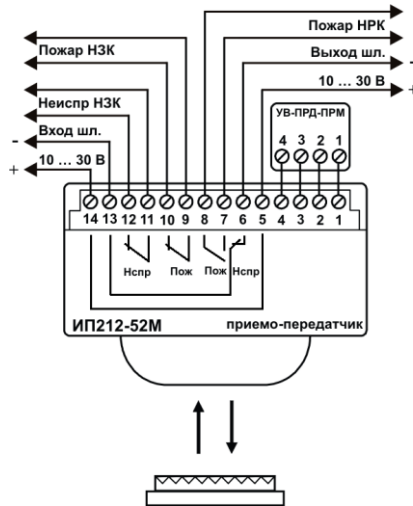 Пожар НРК
Пожар НЗК
Выход шл.
-
10 ... 30 В
+
Неиспр НЗК
УВ-ПРД-ПРМ
- Вход шл.
4 3 2 1
+ 10 ... 30 В
14 13 12 11 10 9 8 7 6 5 4 3 2 1
Нспр Пож Пож Нспр
ИП212-52М приемо-передатчик